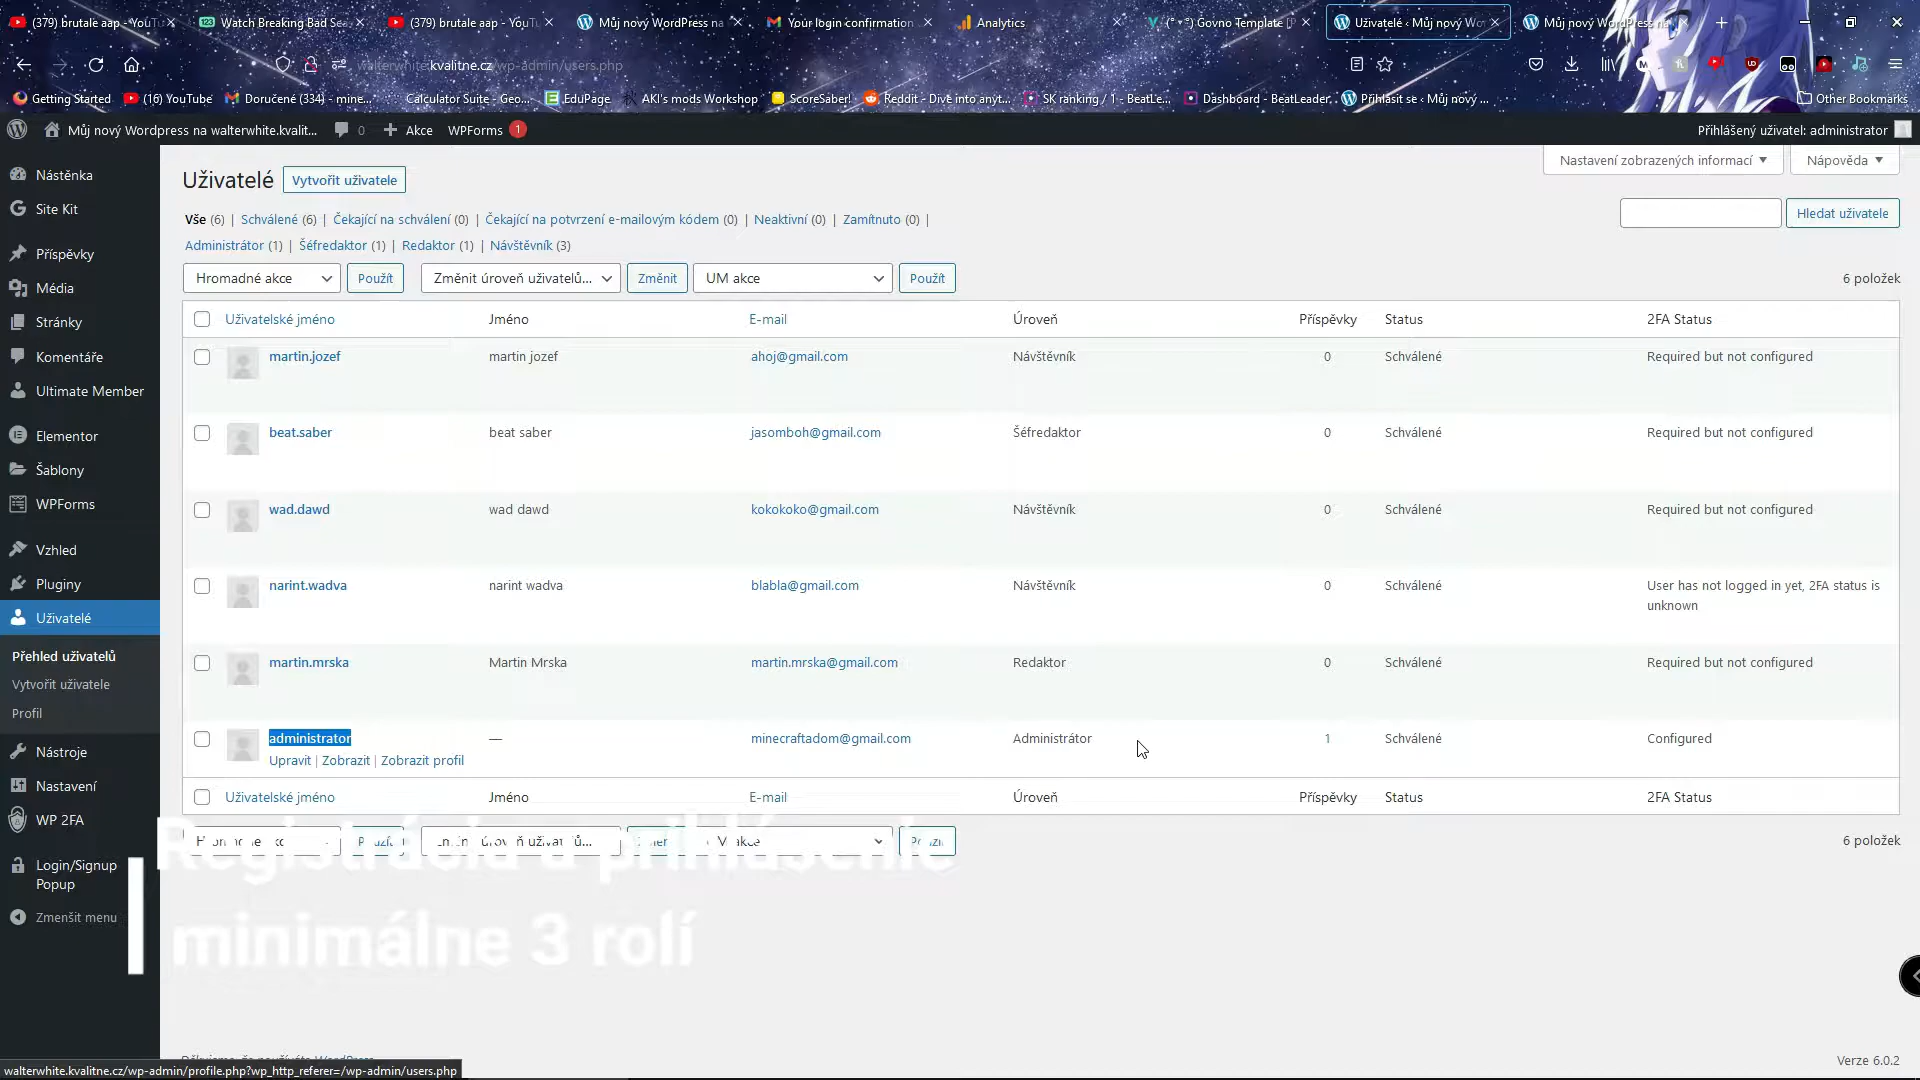 (379) brutale aap - YouTu
Watch Breaking Bad Sea
(379) brutale aap - YouTu
Můj nový WordPress na
Your login confirmation
Analytics
Govno Template
Uživatelé ‹ Můj nový Wo
Můj nový WordPress na
walterwhite.kvalitne.cz/wp-admin/users.php
Getting Started
(16) YouTube
Doručené (334) - mine...
Calculator Suite - Geo...
EduPage
AKI's mods Workshop
ScoreSaber!
Reddit - Dive into anyt...
SK ranking / 1 - BeatLe...
Dashboard - BeatLeader
Přihlásit se ‹ Můj nový ...
Other Bookmarks
Můj nový Wordpress na walterwhite.kvalit...
0
Akce
WPForms 1
Přihlášený uživatel: administrator
Nástěnka
Site Kit
Příspěvky
Média
Stránky
Komentáře
Ultimate Member
Elementor
Šablony
WPForms
Vzhled
Pluginy
Uživatelé
Přehled uživatelů
Vytvořit uživatele
Profil
Nástroje
Nastavení
WP 2FA
Login/Signup
Popup
Zmenšit menu
Nastavení zobrazených informací
Nápověda
Uživatelé
Vytvořit uživatele
Vše (6) | Schválené (6) | Čekající na schválení (0) | Čekající na potvrzení e-mailovým kódem (0) | Neaktivní (0) | Zamítnuto (0) |
Hledat uživatele
Administrátor (1) | Šéfredaktor (1) | Redaktor (1) | Návštěvník (3)
Hromadné akce Použít Změnit úroveň uživatelů... Změnit UM akce Použít 6 položek
Uživatelské jméno Jméno E-mail Úroveň Příspěvky Status 2FA Status
martin.jozef martin jozef ahoj@gmail.com Návštěvník 0 Schválené Required but not configured
beat.saber beat saber jasomboh@gmail.com Šéfredaktor 0 Schválené Required but not configured
wad.dawd wad dawd kokokoko@gmail.com Návštěvník 0 Schválené Required but not configured
narint.wadva narint wadva blabla@gmail.com Návštěvník 0 Schválené User has not logged in yet, 2FA status is
unknown
martin.mrska Martin Mrska martin.mrska@gmail.com Redaktor 0 Schválené Required but not configured
administrator — minecraftadom@gmail.com Administrátor 1 Schválené Configured
Upravit | Zobrazit | Zobrazit profil
Uživatelské jméno Jméno E-mail Úroveň Příspěvky Status 2FA Status
6 položek
Registrácia a prihlásenie
minimálne 3 rolí
Děkujeme, že používáte WordPress
Verze 6.0.2
walterwhite.kvalitne.cz/wp-admin/profile.php?wp_http_referer=/wp-admin/users.php